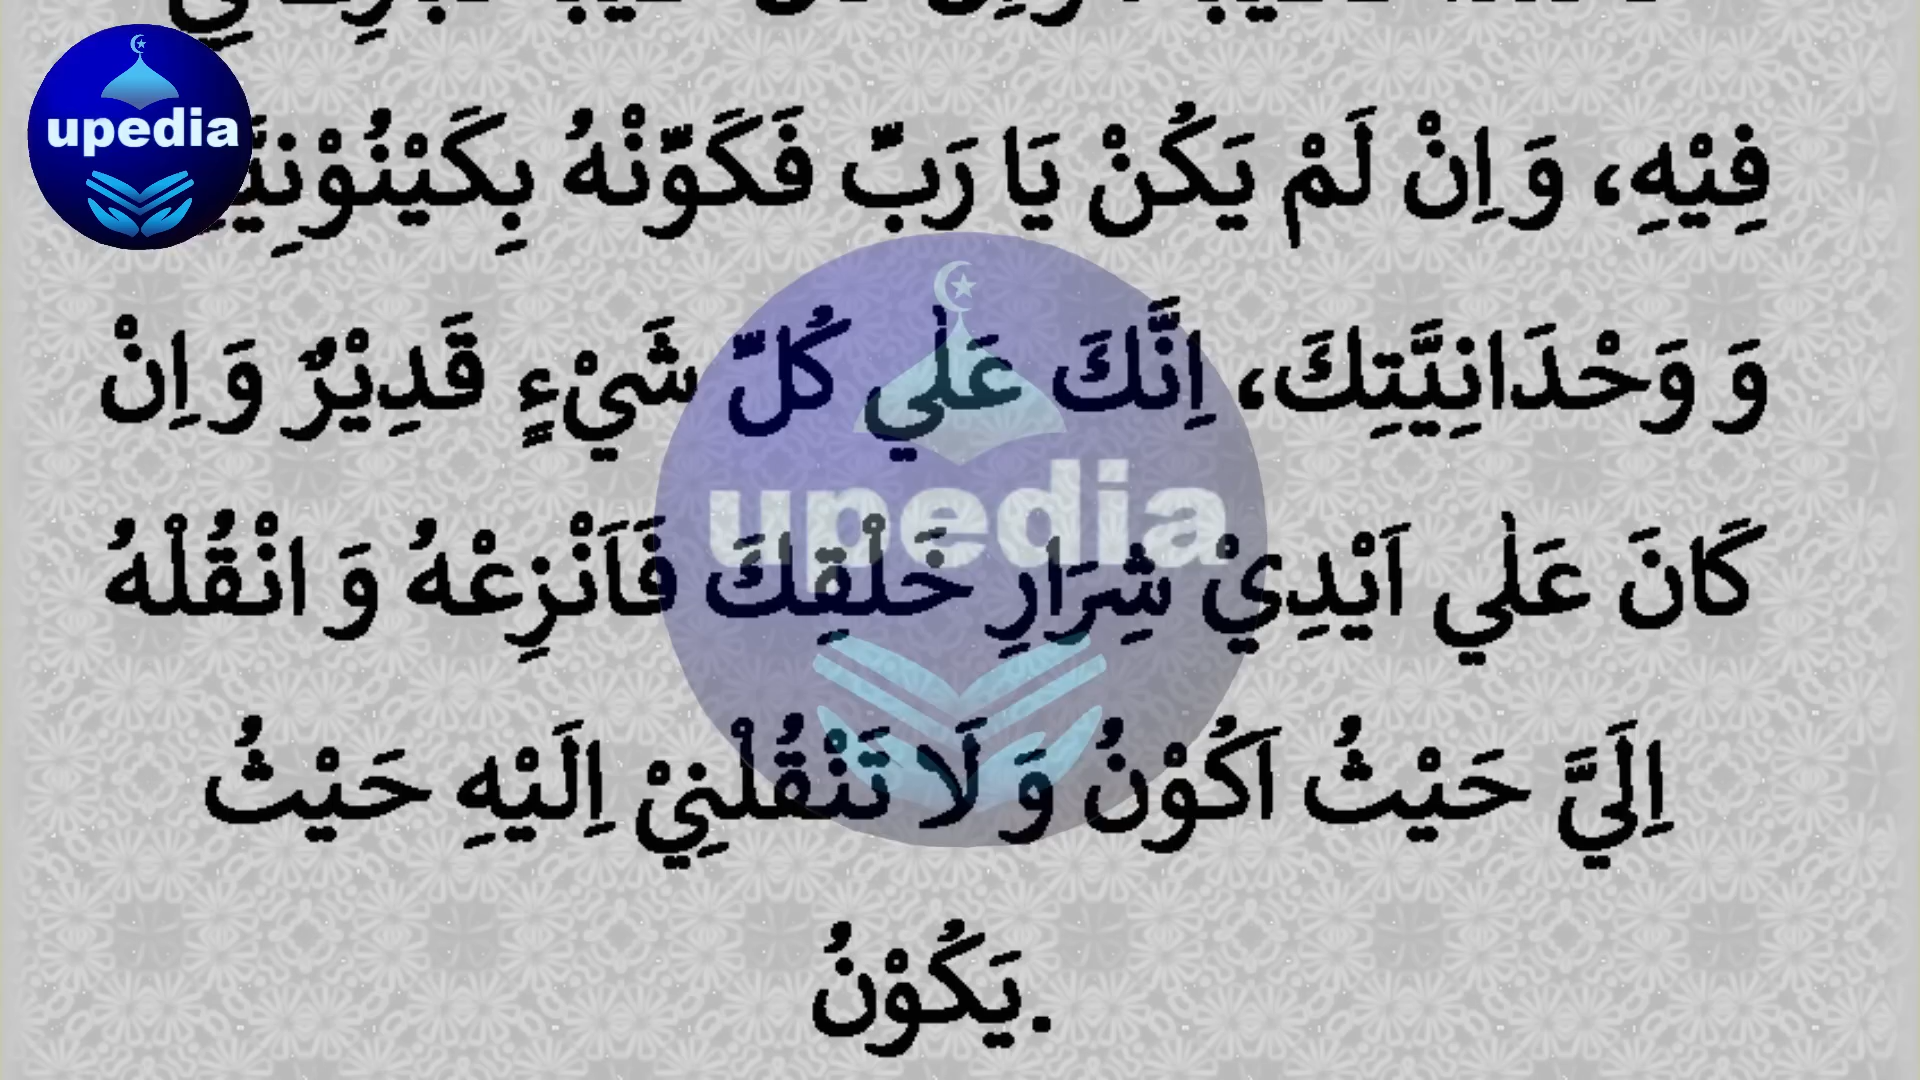 upedia
فِيْهِ، وَ اِنْ لَمْ يَكُنْ يَا رَبِّ فَكَوِّنْهُ
وَ وَحْدَانِيَّتِكَ، اِنَّكَ عَلٰي كُلِّ شَيْءٍ قَدِيْرٌ وَ اِنْ
upedia
كَانَ عَلٰي اَيْدِيْ شِرَارِ خَلْقِكَ فَاَنْزِعْهُ وَ انْقُلْهُ
اِلَيَّ حَيْثُ اَكُوْنُ وَ لَا تَنْقُلْنِيْ اِلَيْهِ حَيْثُ
يَكُوْنُ.